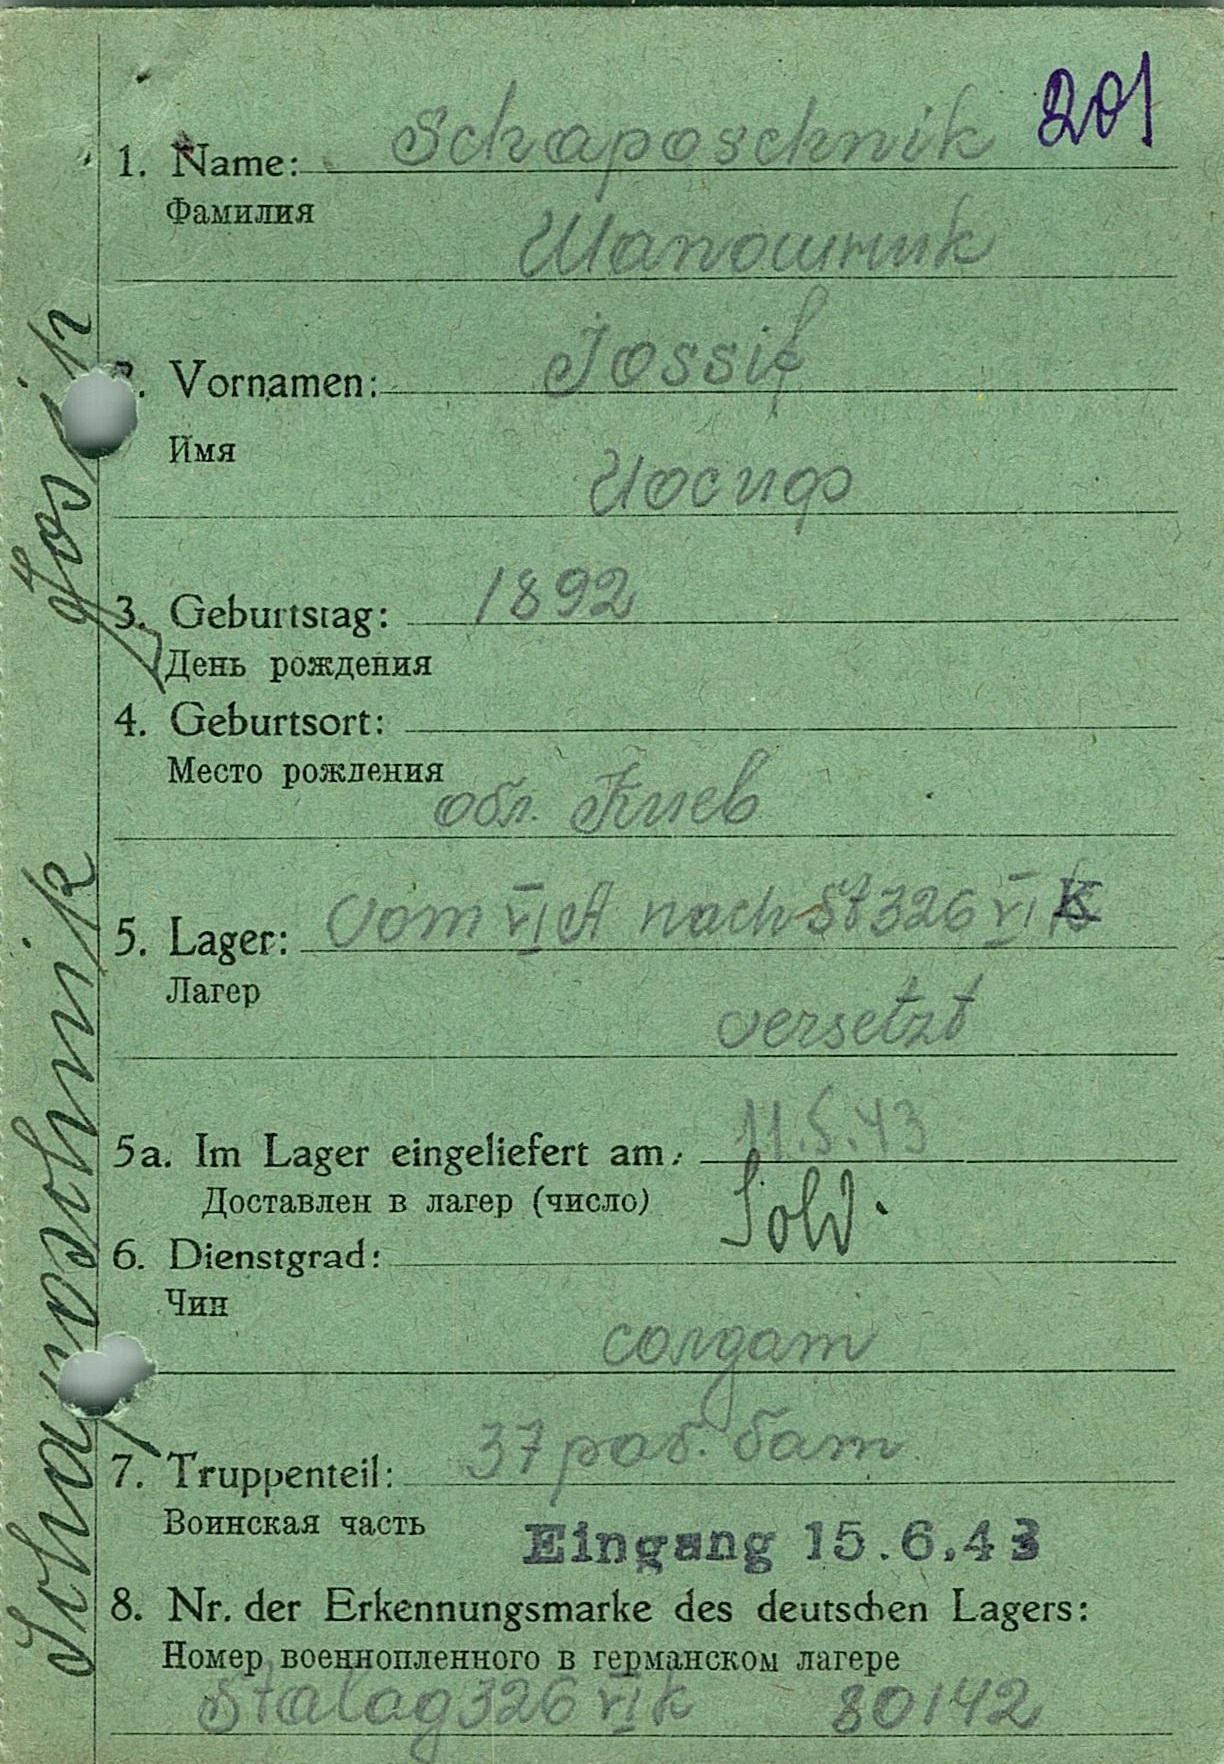 201
1. Name: Schaposchnik
Фамилия
Шапошник
2. Vornamen: Jossif
Имя
Иосиф
3. Geburtstag: 1892
День рождения
4. Geburtsort:
Место рождения
обл. Киев
5. Lager: vom VI A nach St 326 VI K
Лагер
versetzt
5a. Im Lager eingeliefert am: 11.5.43
Доставлен в лагер (число)
Sold.
6. Dienstgrad:
Чин
солдат
7. Truppenteil: 37 раб. бат
Воинская часть
Eingang 15.6.43
8. Nr. der Erkennungsmarke des deutschen Lagers:
Номер военнопленного в германском лагере
Stalag 326 VI k 80142
Schaposchnik Josip